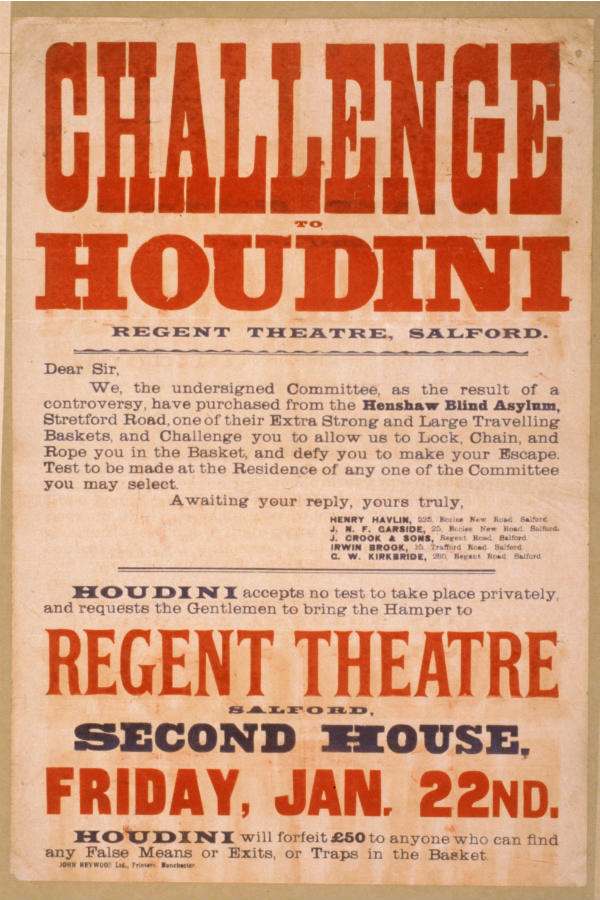 CHALLENGE
TO
HOUDINI
REGENT THEATRE, SALFORD.
Dear Sir,
We, the undersigned Committee, as the result of a
controversy, have purchased from the Henshaw Blind Asylum,
Stretford Road, one of their Extra Strong and Large Travelling
Baskets, and Challenge you to allow us to Lock, Chain, and
Rope you in the Basket, and defy you to make your Escape.
Test to be made at the Residence of any one of the Committee
you may select.
Awaiting your reply, yours truly,
HENRY HAVLIN, 225, Eccles New Road, Salford.
J. N. F. GARSIDE, 25, Eccles New Road, Salford.
J. CROOK & SONS, Regent Road, Salford.
IRWIN BROOK, Trafford Road, Salford.
C. W. KIRKBRIDE, Regent Road, Salford.
HOUDINI accepts no test to take place privately,
and requests the Gentlemen to bring the Hamper to
REGENT THEATRE
SALFORD,
SECOND HOUSE,
FRIDAY, JAN. 22ND.
HOUDINI will forfeit £50 to anyone who can find
any False Means or Exits, or Traps in the Basket.
JOHN HEYWOOD Ltd., Printers, Manchester.